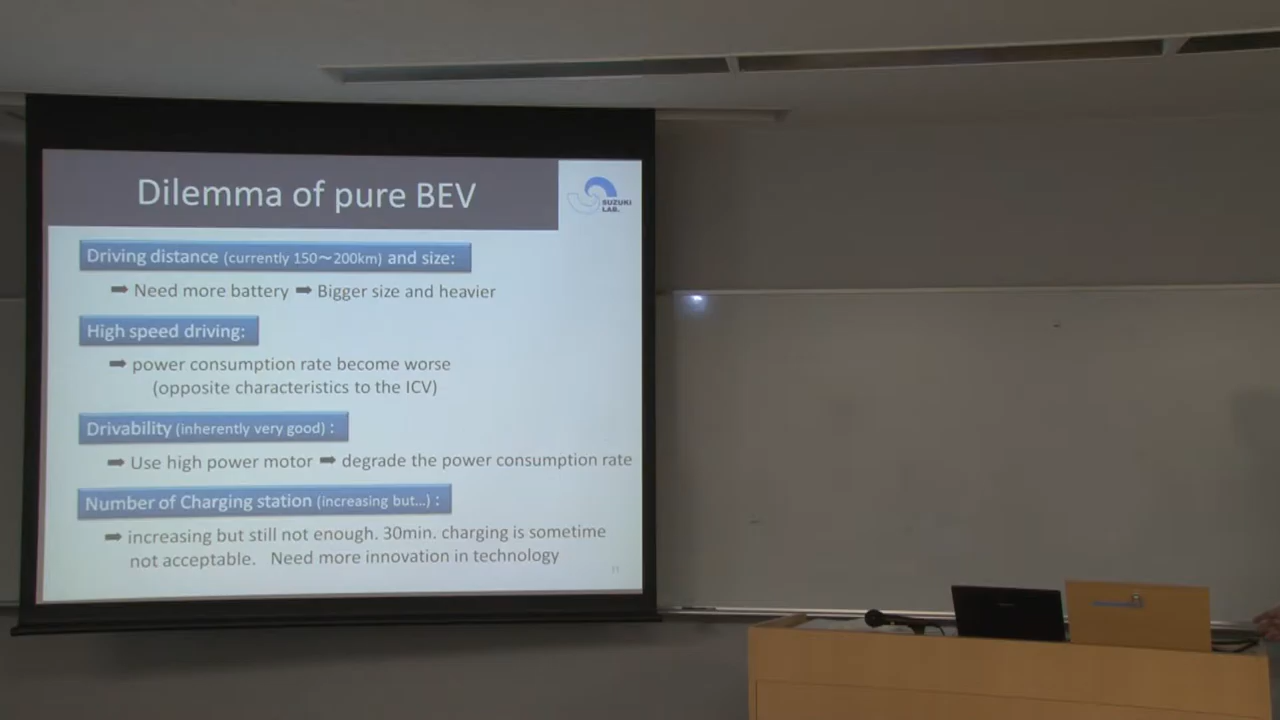 Dilemma of pure BEV
SUZUKI
LAB.
Driving distance (currently 150～200km) and size:
➡ Need more battery ➡ Bigger size and heavier
High speed driving:
➡ power consumption rate become worse
(opposite characteristics to the ICV)
Drivability (inherently very good) :
➡ Use high power motor ➡ degrade the power consumption rate
Number of Charging station (increasing but...) :
➡ increasing but still not enough. 30min. charging is sometime
not acceptable. Need more innovation in technology